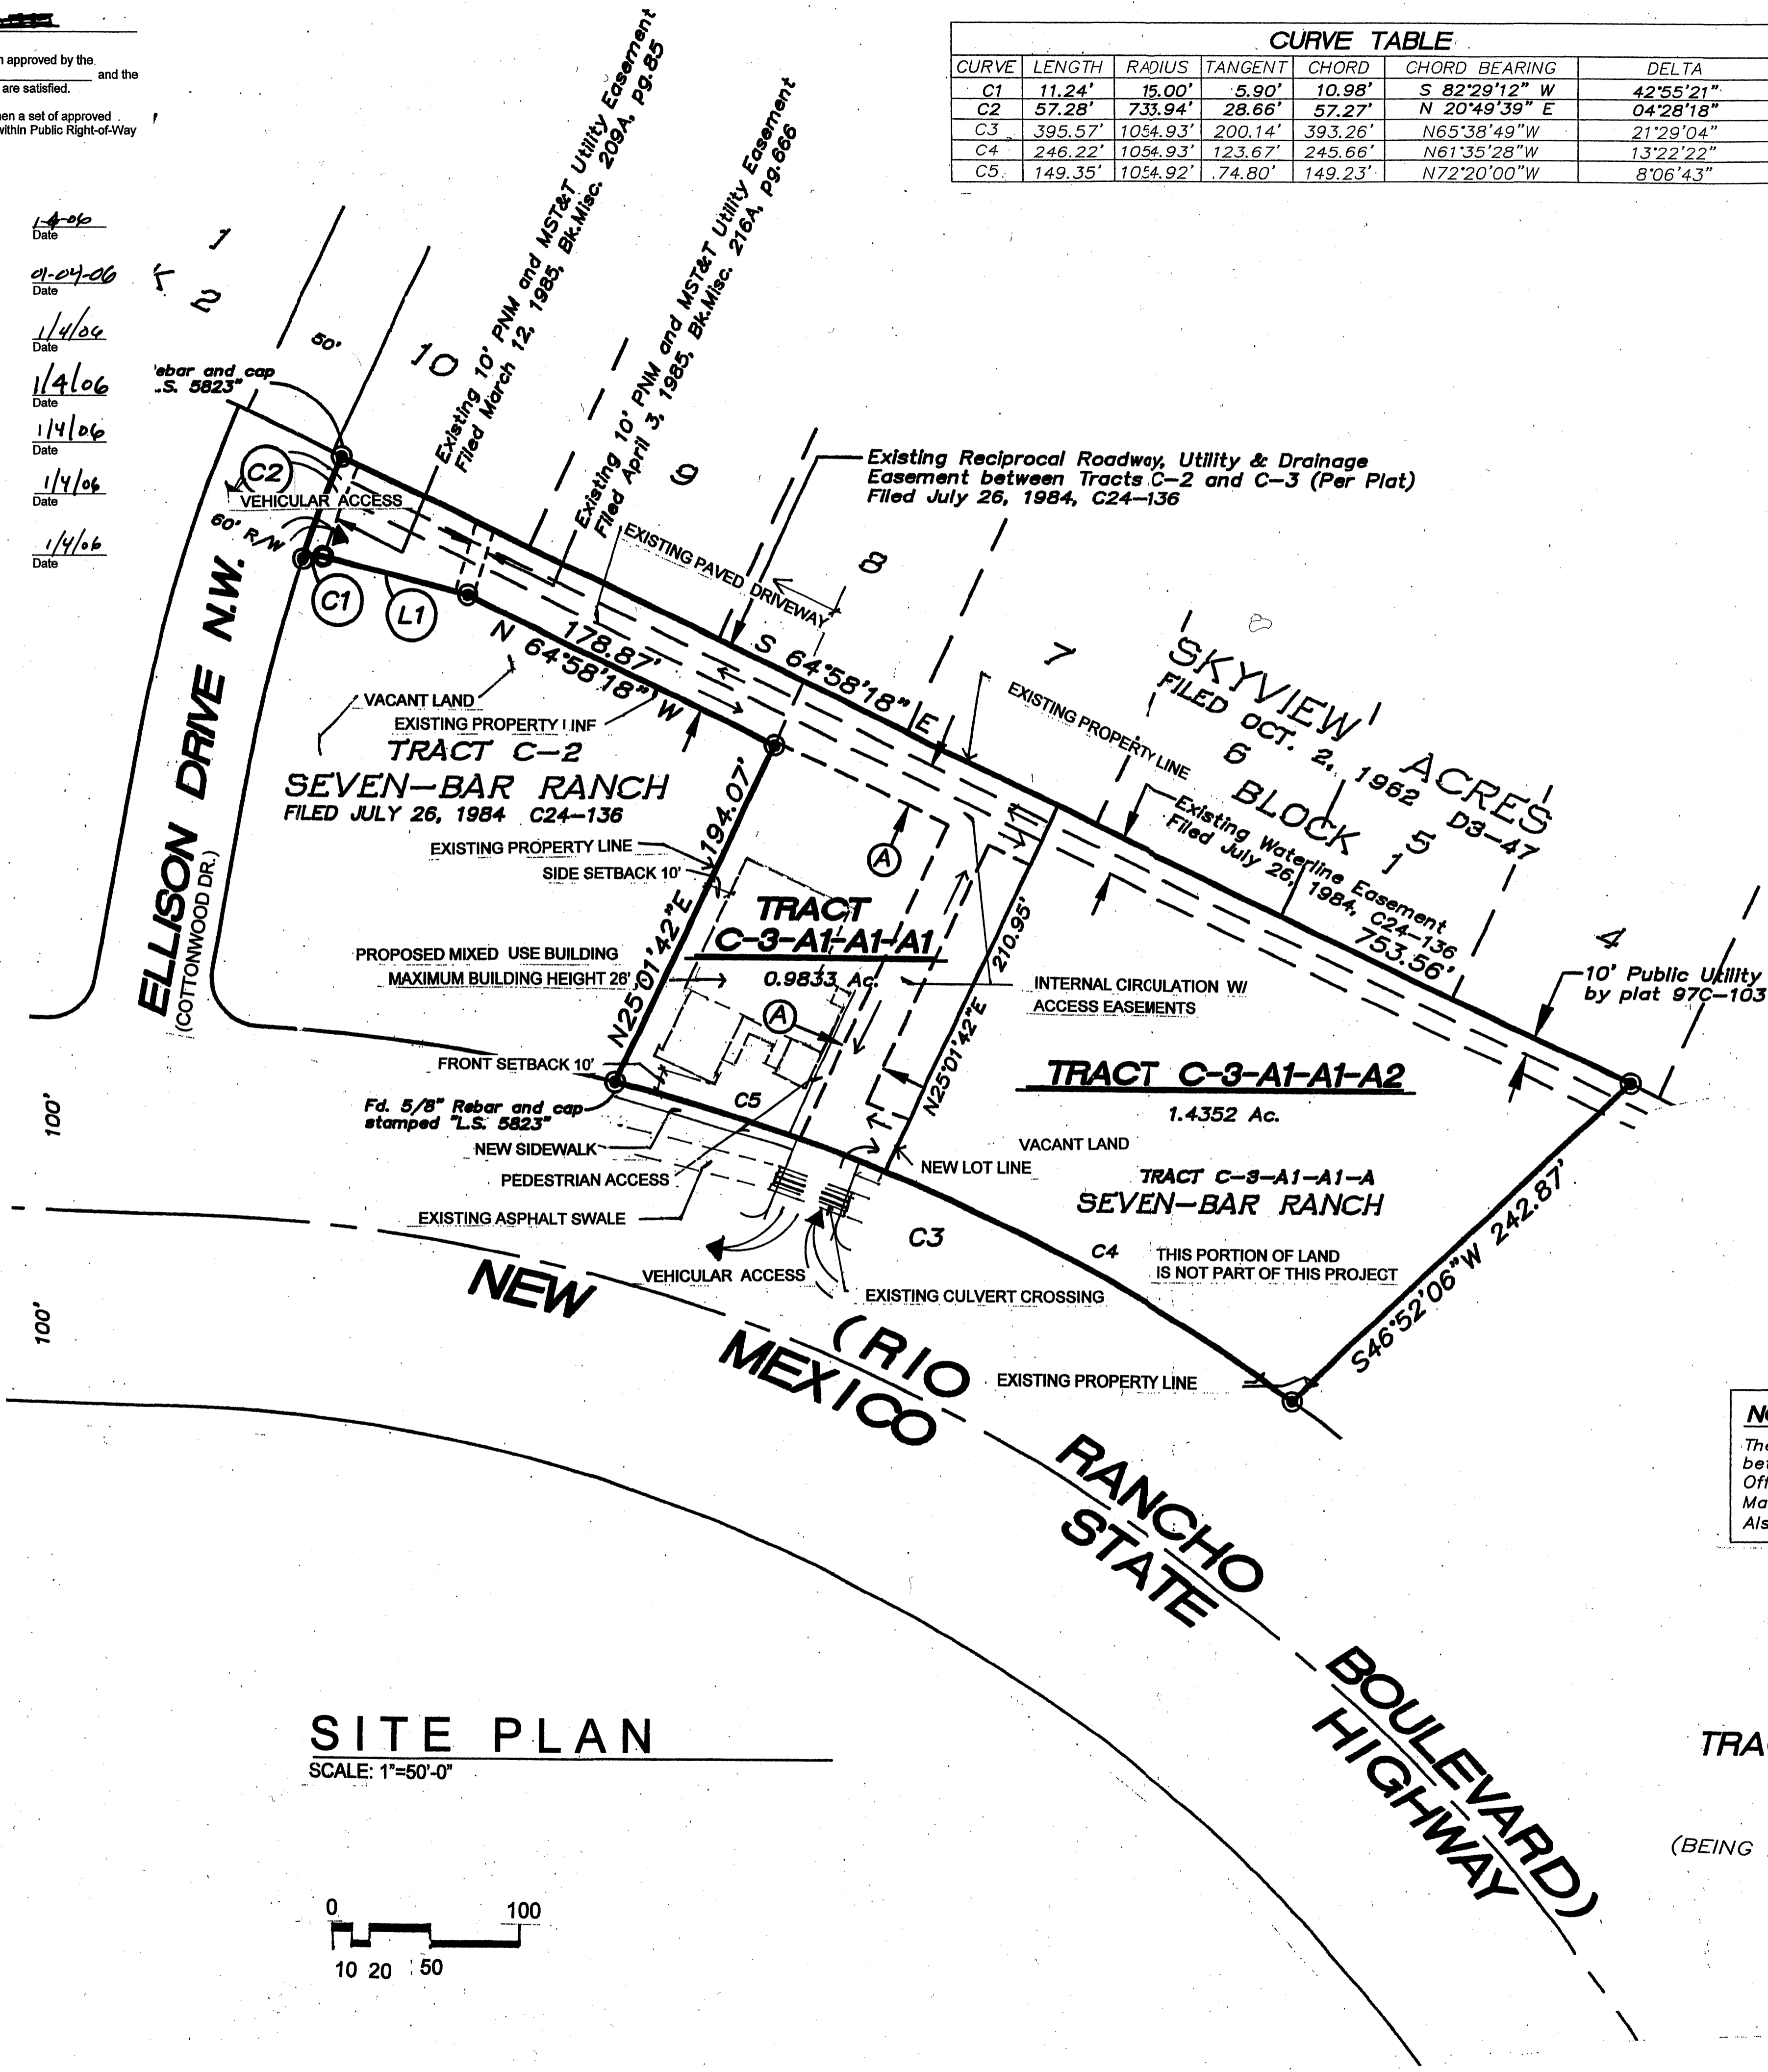 n approved by the
and the
are satisfied.
en a set of approved
within Public Right-of-Way
Date
01-04-06
Date
1/4/06
Date
1/4/06
Date
1/4/06
Date
1/4/06
Date
1/4/06
Date
CURVE TABLE
CURVE LENGTH RADIUS TANGENT CHORD CHORD BEARING DELTA
C1 11.24' 15.00' 5.90' 10.98' S 82°29'12" W 42°55'21"
C2 57.28' 733.94' 28.66' 57.27' N 20°49'39" E 04°28'18"
C3 395.57' 1054.93' 200.14' 393.26' N65°38'49"W 21°29'04"
C4 246.22' 1054.93' 123.67' 245.66' N61°35'28"W 13°22'22"
C5 149.35' 1054.92' 74.80' 149.23' N72°20'00"W 8°06'43"
1
2
50'
10
9
8
7
6
5
4
Existing 10' PNM and MST&T Utility Easement
Filed March 12, 1985, Bk.Misc. 209A, pg.85
Existing 10' PNM and MST&T Utility Easement
Filed April 3, 1985, Bk.Misc. 216A, pg.666
Rebar and cap
L.S. 5823"
C2
VEHICULAR ACCESS
60' R/W
C1
L1
Existing Reciprocal Roadway, Utility & Drainage
Easement between Tracts C-2 and C-3 (Per Plat)
Filed July 26, 1984, C24-136
EXISTING PAVED DRIVEWAY
178.87'
N 64°58'18" W
S 64°58'18" E
EXISTING PROPERTY LINE
SKYVIEW ACRES
FILED OCT. 2, 1962 D3-47
BLOCK 1
Existing Waterline Easement
Filed July 26, 1984, C24-136
753.56'
10' Public Utility
by plat 97C-103
VACANT LAND
EXISTING PROPERTY LINE
TRACT C-2
SEVEN-BAR RANCH
FILED JULY 26, 1984 C24-136
ELLISON DRIVE N.W.
(COTTONWOOD DR.)
EXISTING PROPERTY LINE
SIDE SETBACK 10'
N25°01'42"E 194.07'
A
TRACT
C-3-A1-A1-A1
0.9833 Ac.
A
PROPOSED MIXED USE BUILDING
MAXIMUM BUILDING HEIGHT 26'
210.95'
N25°01'42"E
INTERNAL CIRCULATION W/
ACCESS EASEMENTS
FRONT SETBACK 10'
C5
Fd. 5/8" Rebar and cap
stamped "L.S. 5823"
NEW SIDEWALK
PEDESTRIAN ACCESS
EXISTING ASPHALT SWALE
TRACT C-3-A1-A1-A2
1.4352 Ac.
VACANT LAND
NEW LOT LINE
TRACT C-3-A1-A1-A
SEVEN-BAR RANCH
C3
C4
THIS PORTION OF LAND
IS NOT PART OF THIS PROJECT
S46°52'06"W 242.87'
VEHICULAR ACCESS
EXISTING CULVERT CROSSING
EXISTING PROPERTY LINE
100'
100'
NEW MEXICO STATE HIGHWAY
(RIO RANCHO BOULEVARD)
The
bet
Off
Ma
Als
TRA
(BEING
SITE PLAN
SCALE: 1"=50'-0"
0 100
10 20 50